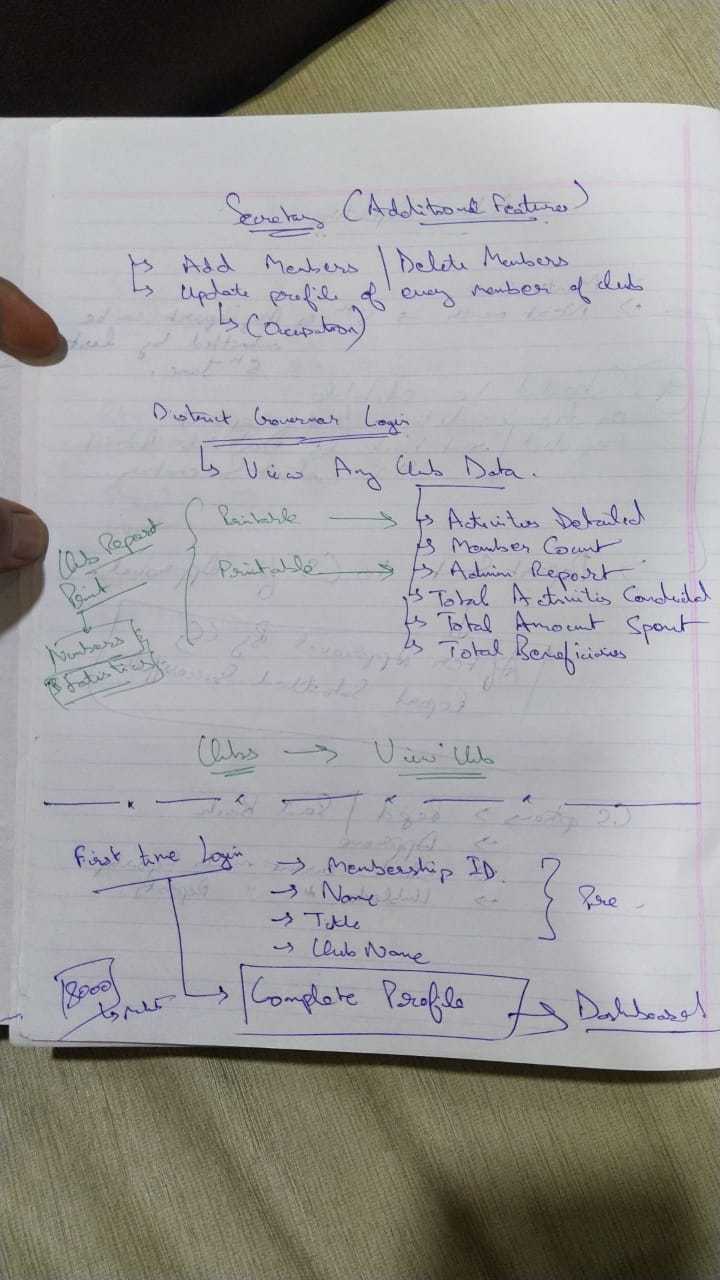 Secretary (Additional Features)
↳ Add Members / Delete Members
↳ Update profile of every member of club
↳ (Occupation)
District Governor Login
↳ View Any Club Data.
Printable → ↳ Activities Detailed
↳ Member Count
Printable → ↳ Admin Report
↳ Total Activities Conducted
↳ Total Amount Spent
↳ Total Beneficiaries
Club Report
Print
Numbers
Statistics
Clubs → View Club
First time Login → Membership ID.
→ Name
→ Title
→ Club Name
Pre -
8000
Complete Profile → Dashboard